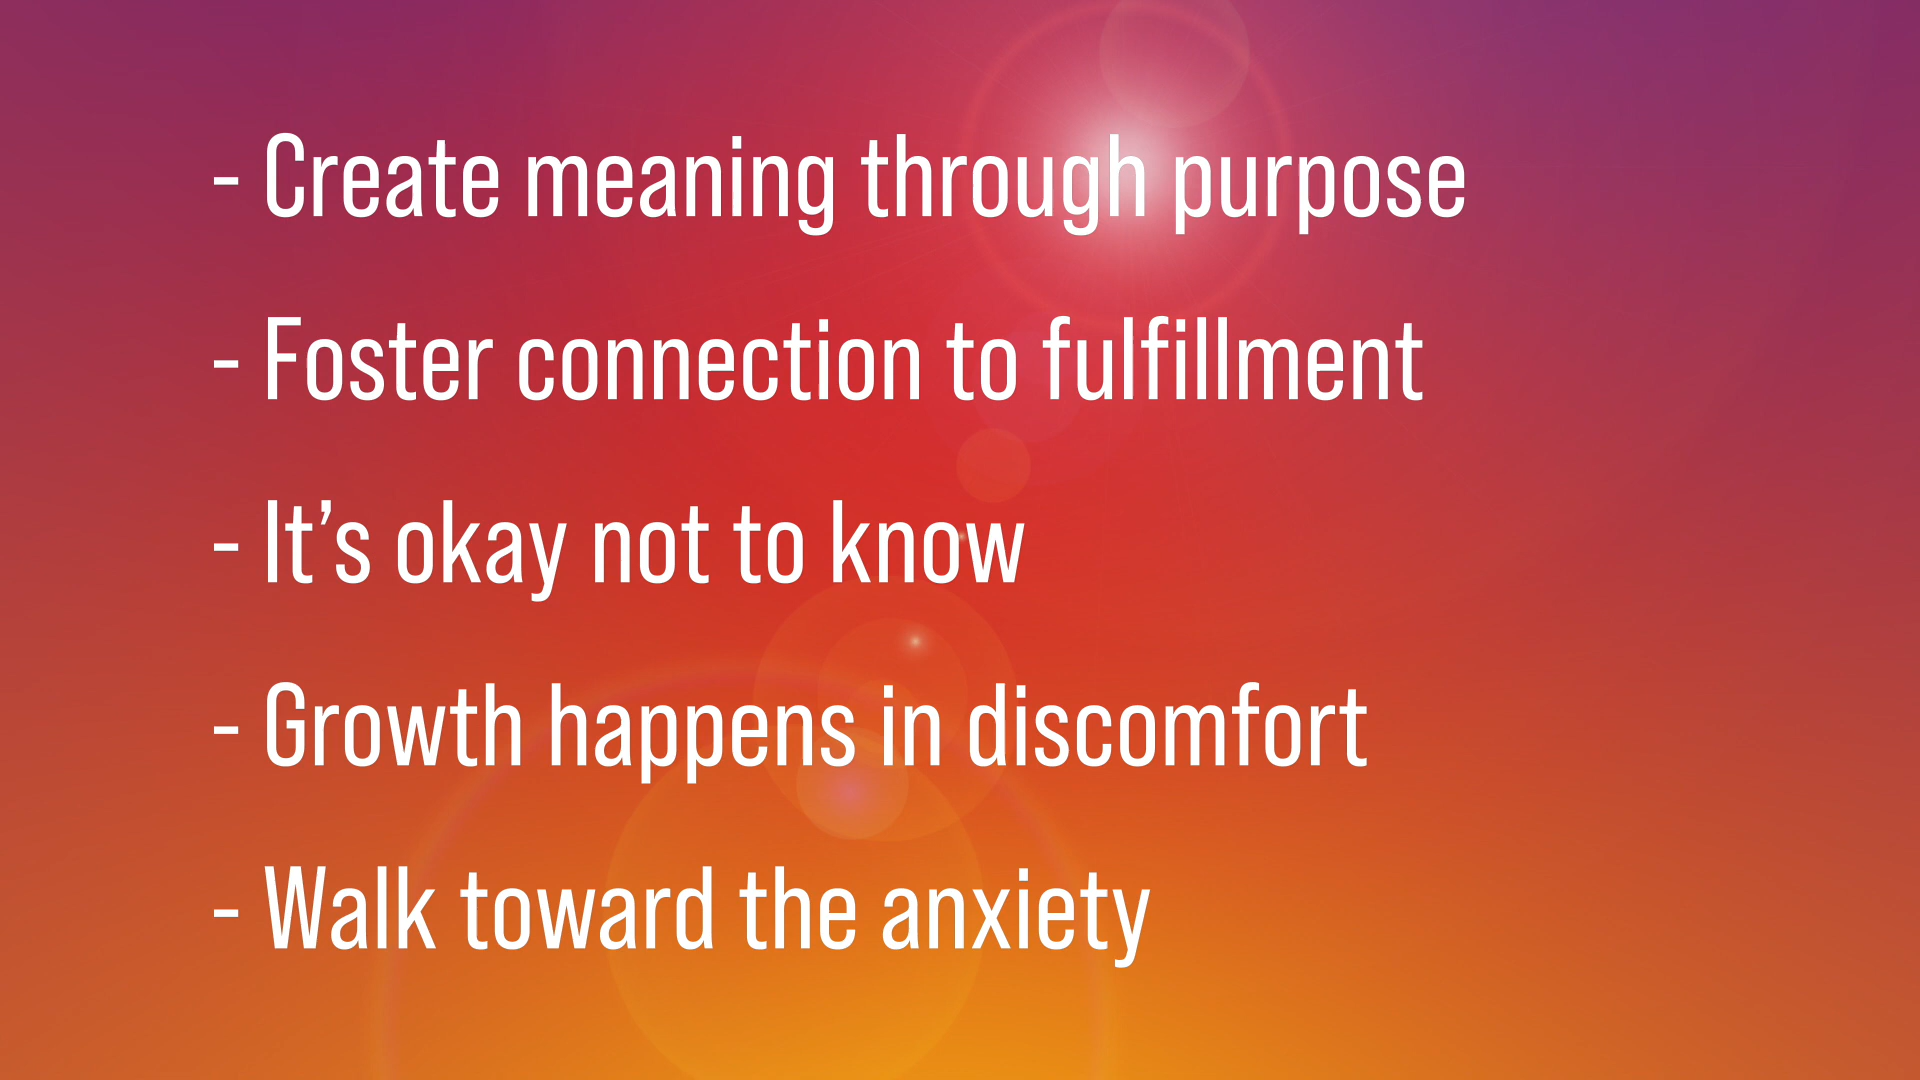 - Create meaning through purpose
- Foster connection to fulfillment
- It’s okay not to know
- Growth happens in discomfort
- Walk toward the anxiety